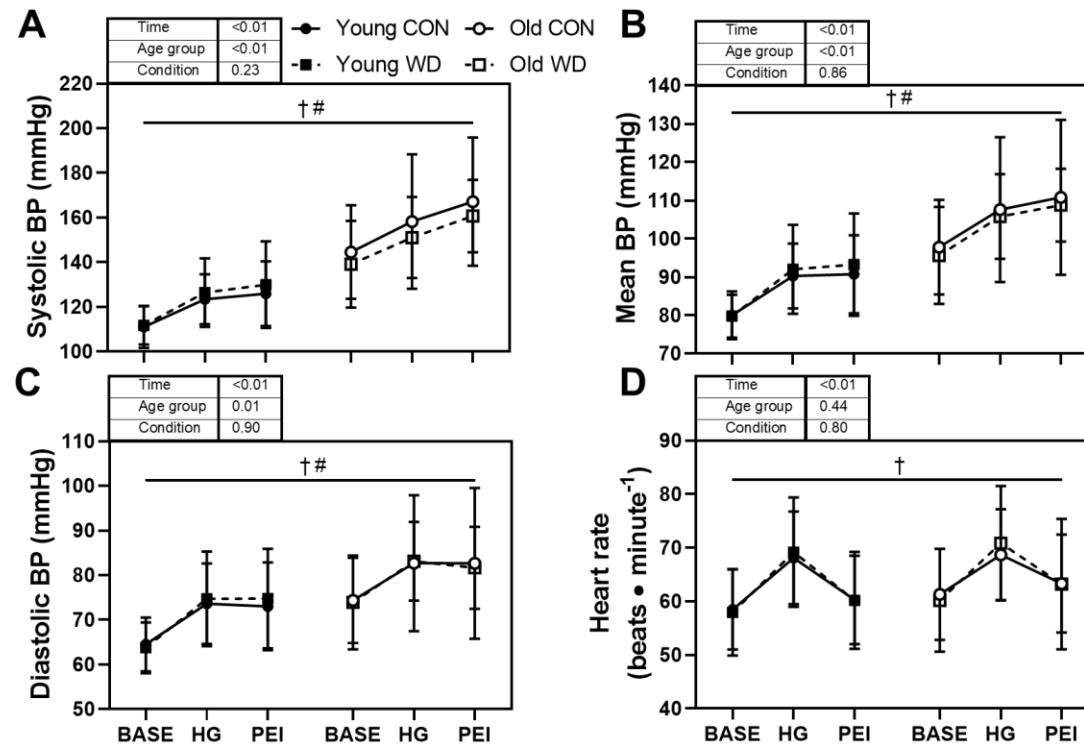 A
Time <0.01
Age group <0.01
Condition 0.23
Young CON
Old CON
Young WD
Old WD
† #
Systolic BP (mmHg)
220
200
180
160
140
120
100
B
Time <0.01
Age group <0.01
Condition 0.86
† #
Mean BP (mmHg)
140
130
120
110
100
90
80
70
C
Time <0.01
Age group 0.01
Condition 0.90
† #
Diastolic BP (mmHg)
110
100
90
80
70
60
50
BASE HG PEI BASE HG PEI
D
Time <0.01
Age group 0.44
Condition 0.80
†
Heart rate
(beats • minute⁻¹)
90
80
70
60
50
40
BASE HG PEI BASE HG PEI